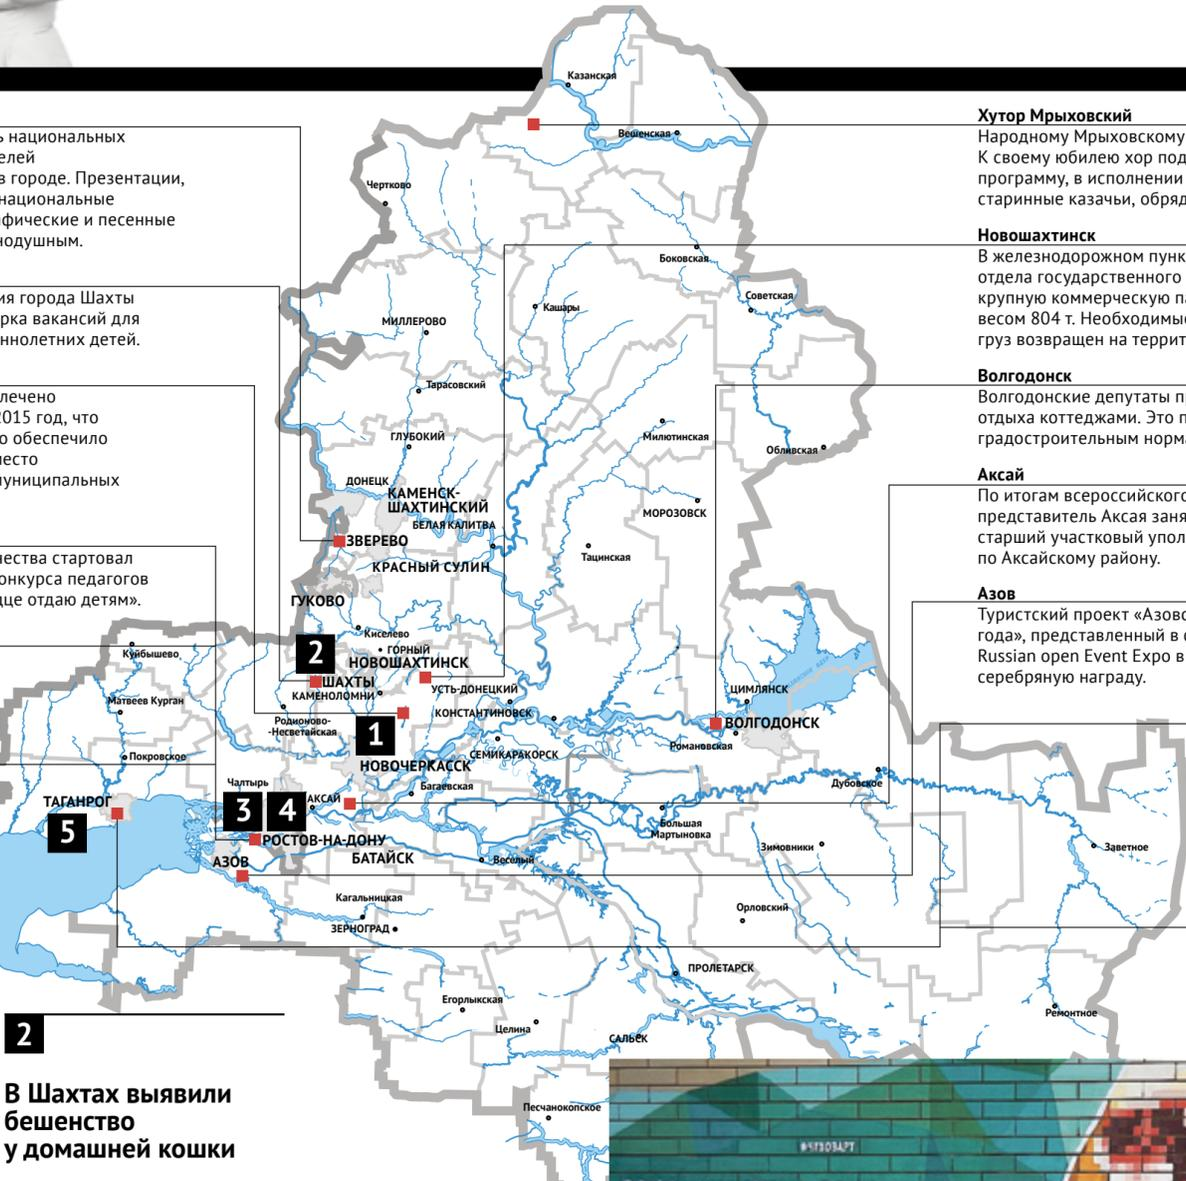 ь национальных
елей
в городе. Презентации,
национальные
фические и песенные
нодушным.
ия города Шахты
рка вакансий для
ннолетних детей.
лечено
2015 год, что
о обеспечило
место
муниципальных
чества стартовал
онкурса педагогов
дце отдаю детям».
Хутор Мрыховский
Народному Мрыховскому
К своему юбилею хор под
программу, в исполнении
старинные казачьи, обряд
Новошахтинск
В железнодорожном пунк
отдела государственного
крупную коммерческую па
весом 804 т. Необходимые
груз возвращен на террит
Волгодонск
Волгодонские депутаты п
отдыха коттеджами. Это п
градостроительным норма
Аксай
По итогам всероссийского
представитель Аксая заня
старший участковый упол
по Аксайскому району.
Азов
Туристский проект «Азовс
года», представленный в
Russian open Event Expo в
серебряную награду.
Казанская
Вешенская
Чертково
Боковская
Советская
Кашары
МИЛЛЕРОВО
Тарасовский
ГЛУБОКИЙ
Милютинская
Обливская
ДОНЕЦК
КАМЕНСК-
ШАХТИНСКИЙ
БЕЛАЯ КАЛИТВА
МОРОЗОВСК
ЗВЕРЕВО
Тацинская
КРАСНЫЙ СУЛИН
ГУКОВО
Киселево
2
ГОРНЫЙ
Куйбышево
НОВОШАХТИНСК
ШАХТЫ
УСТЬ-ДОНЕЦКИЙ
ЦИМЛЯНСК
КАМЕНОЛОМНИ
Матвеев Курган
КОНСТАНТИНОВСК
ВОЛГОДОНСК
Родионово-
-Несветайская
1
Романовская
СЕМИКАРАКОРСК
Покровское
НОВОЧЕРКАССК
Чалтырь
Багаевская
Дубовское
ТАГАНРОГ
3
4
АКСАЙ
5
Большая
Мартыновка
РОСТОВ-НА-ДОНУ
Зимовники
Заветное
АЗОВ
БАТАЙСК
Веселый
Кагальницкая
Орловский
ЗЕРНОГРАД
ПРОЛЕТАРСК
Егорлыкская
Ремонтное
Целина
САЛЬСК
Песчанокопское
2
В Шахтах выявили
бешенство
у домашней кошки